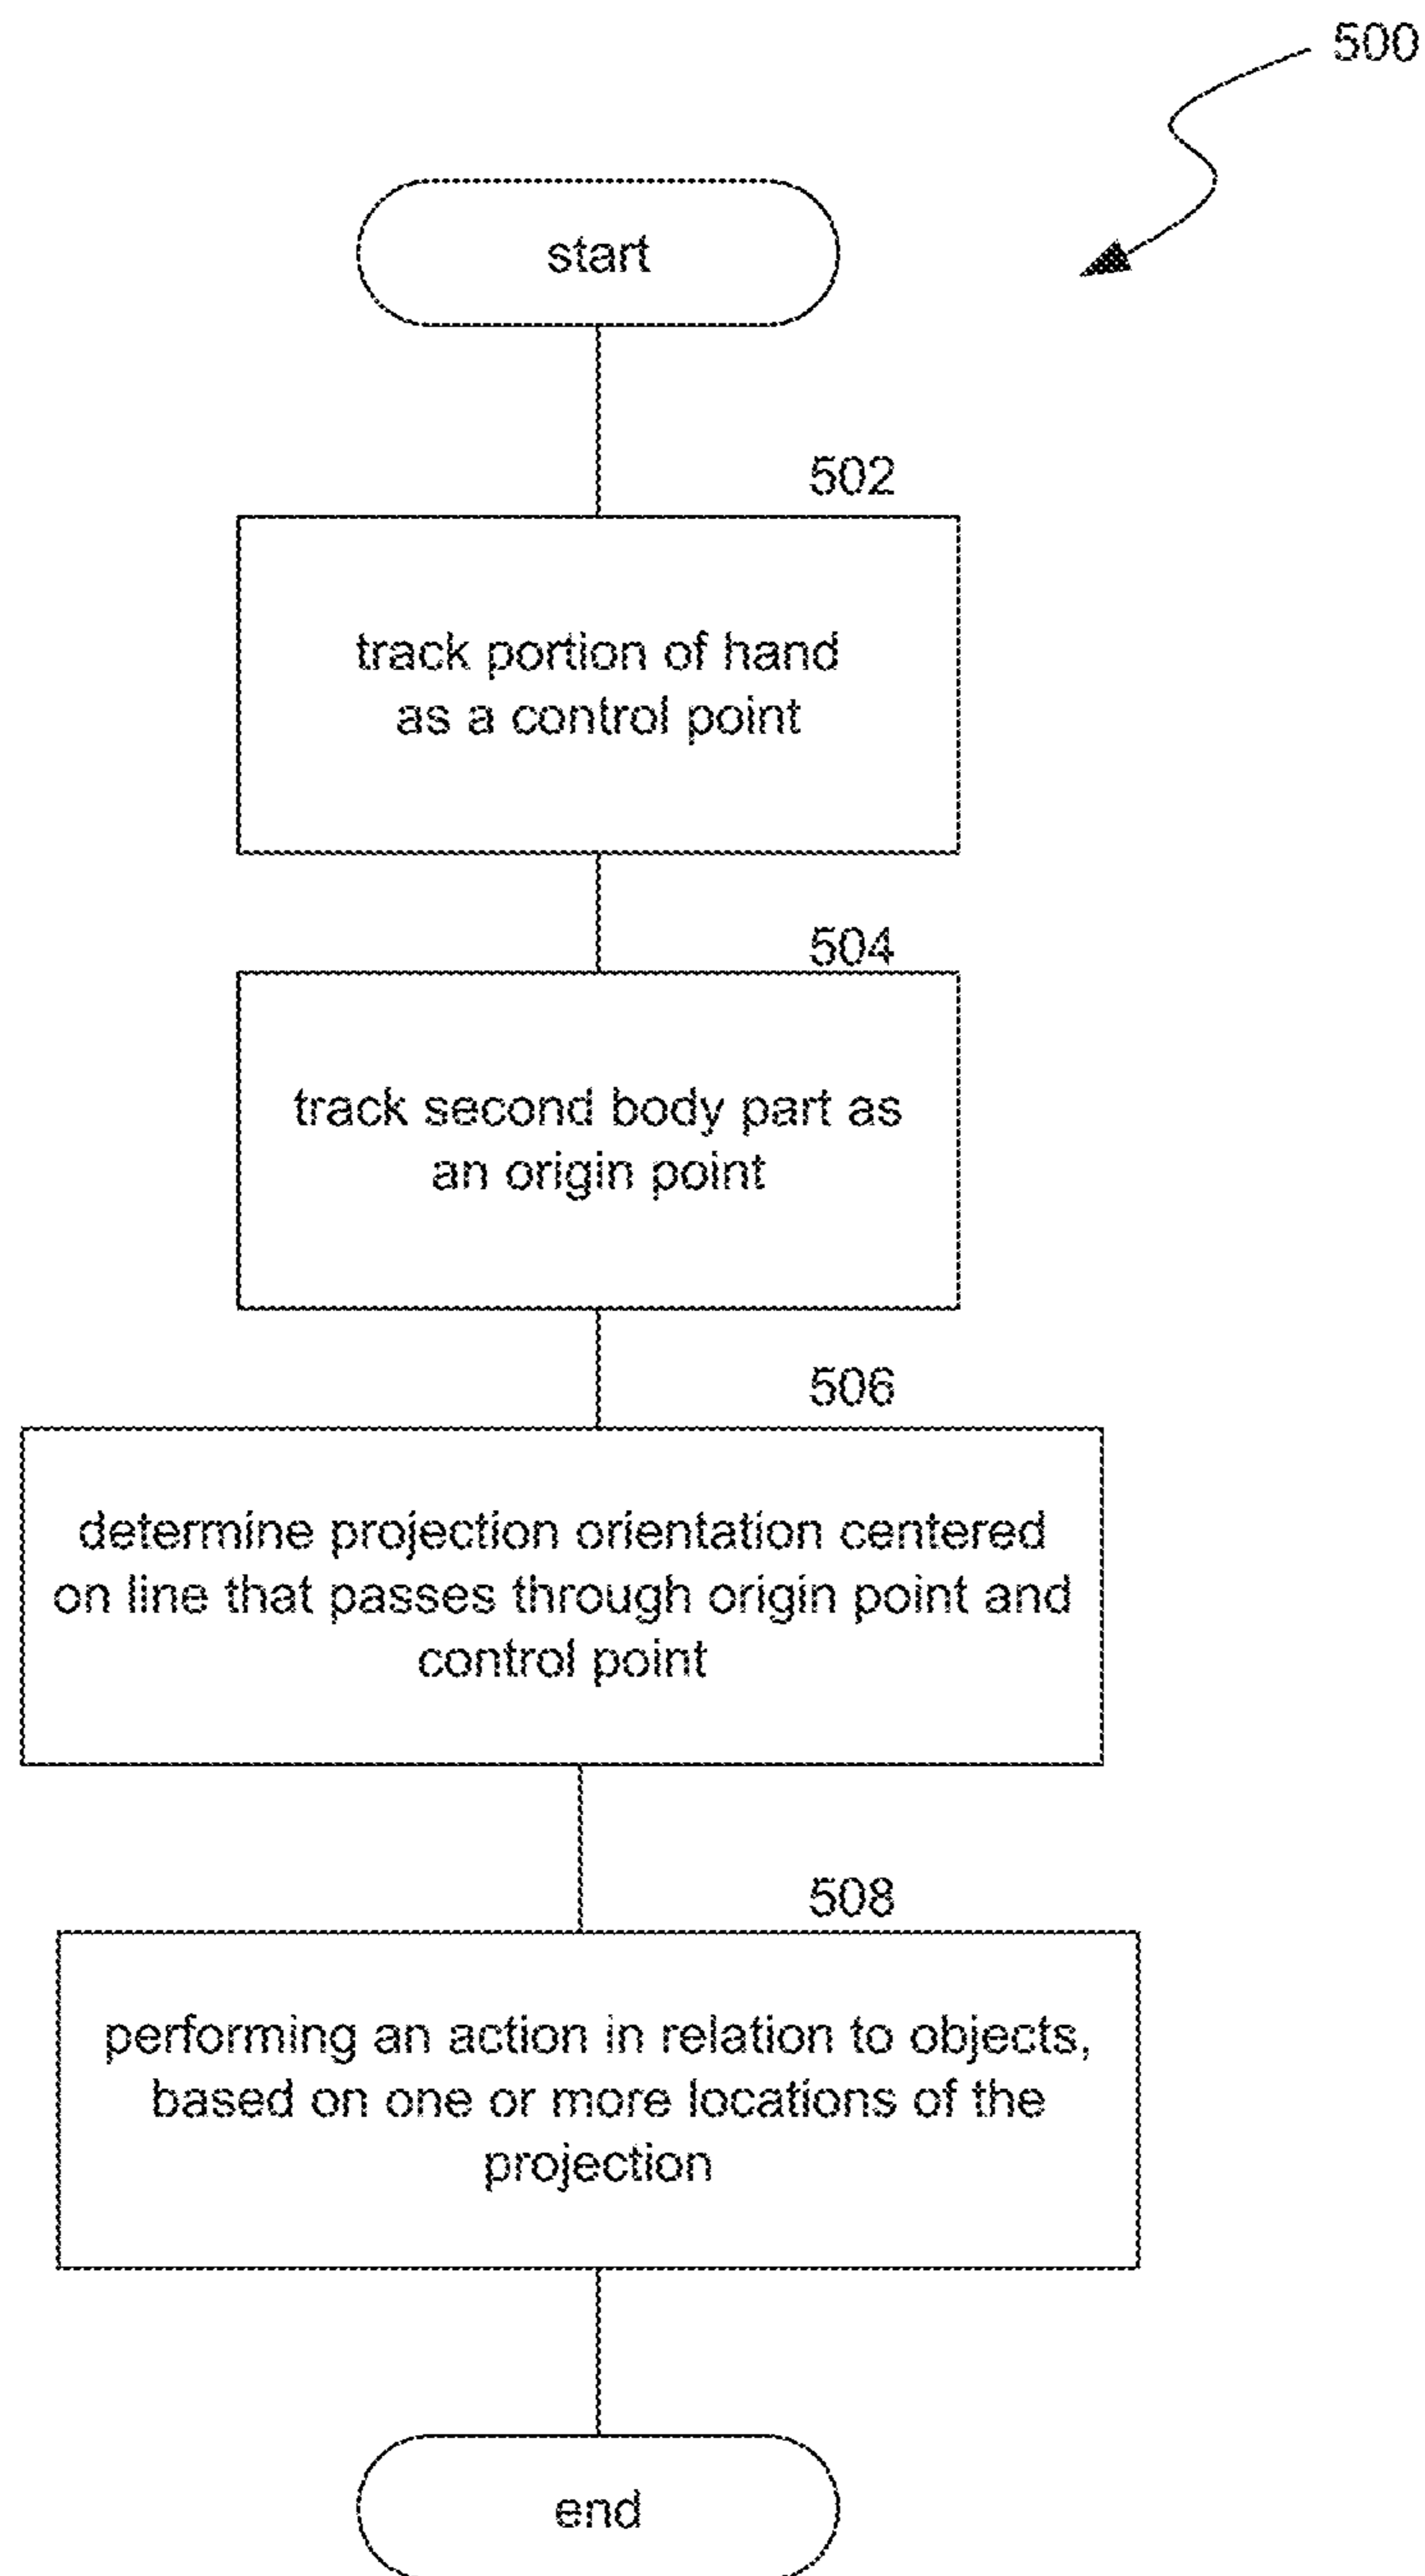 500
start
502
track portion of hand
as a control point
504
track second body part as
an origin point
506
determine projection orientation centered
on line that passes through origin point and
control point
508
performing an action in relation to objects,
based on one or more locations of the
projection
end